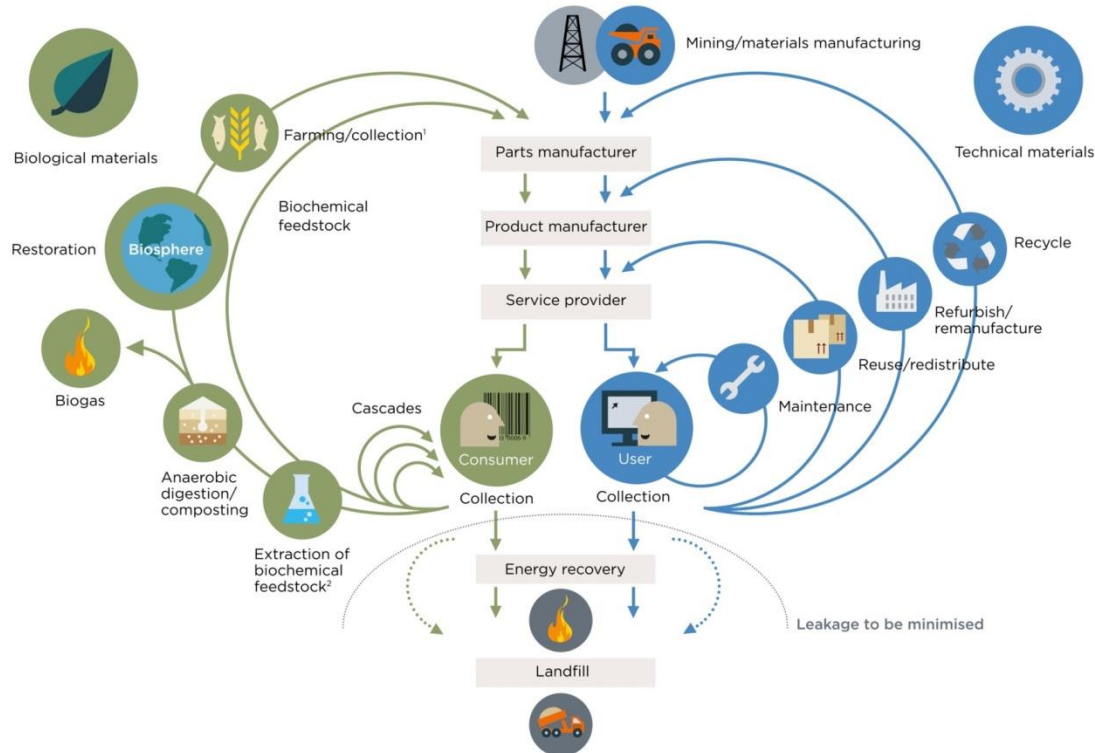 Mining/materials manufacturing
Biological materials
Farming/collection¹
Technical materials
Parts manufacturer
Biochemical
feedstock
Product manufacturer
Restoration
Biosphere
Recycle
Service provider
Refurbish/
remanufacture
Reuse/redistribute
Biogas
Cascades
Maintenance
Consumer
User
Anaerobic
digestion/
composting
Collection
Collection
Extraction of
biochemical
feedstock²
Energy recovery
Leakage to be minimised
Landfill